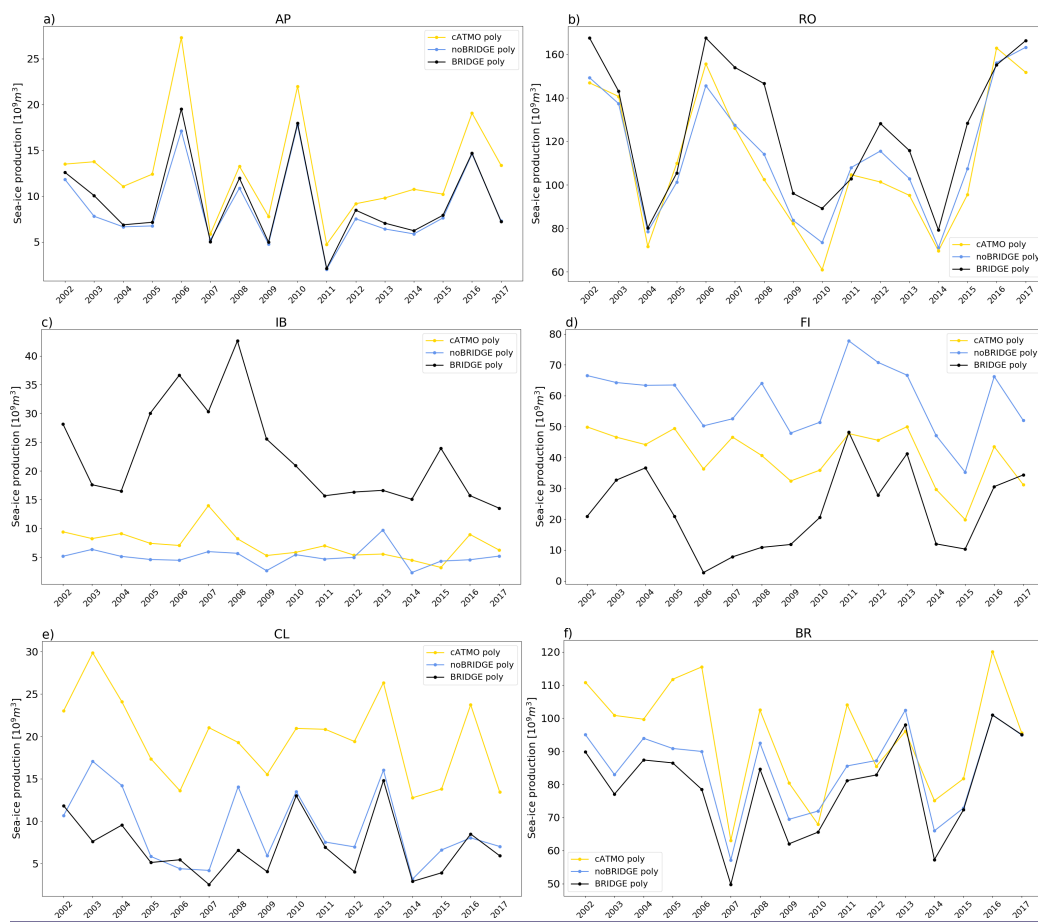 a) AP
Sea-ice production [10⁹m³]
25
20
15
10
5
cATMO poly
noBRIDGE poly
BRIDGE poly
2002 2003 2004 2005 2006 2007 2008 2009 2010 2011 2012 2013 2014 2015 2016 2017
b) RO
Sea-ice production [10⁹m³]
160
140
120
100
80
60
cATMO poly
noBRIDGE poly
BRIDGE poly
2002 2003 2004 2005 2006 2007 2008 2009 2010 2011 2012 2013 2014 2015 2016 2017
c) IB
Sea-ice production [10⁹m³]
40
35
30
25
20
15
10
5
cATMO poly
noBRIDGE poly
BRIDGE poly
2002 2003 2004 2005 2006 2007 2008 2009 2010 2011 2012 2013 2014 2015 2016 2017
d) FI
Sea-ice production [10⁹m³]
80
70
60
50
40
30
20
10
0
cATMO poly
noBRIDGE poly
BRIDGE poly
2002 2003 2004 2005 2006 2007 2008 2009 2010 2011 2012 2013 2014 2015 2016 2017
e) CL
Sea-ice production [10⁹m³]
30
25
20
15
10
5
cATMO poly
noBRIDGE poly
BRIDGE poly
2002 2003 2004 2005 2006 2007 2008 2009 2010 2011 2012 2013 2014 2015 2016 2017
f) BR
Sea-ice production [10⁹m³]
120
110
100
90
80
70
60
50
cATMO poly
noBRIDGE poly
BRIDGE poly
2002 2003 2004 2005 2006 2007 2008 2009 2010 2011 2012 2013 2014 2015 2016 2017